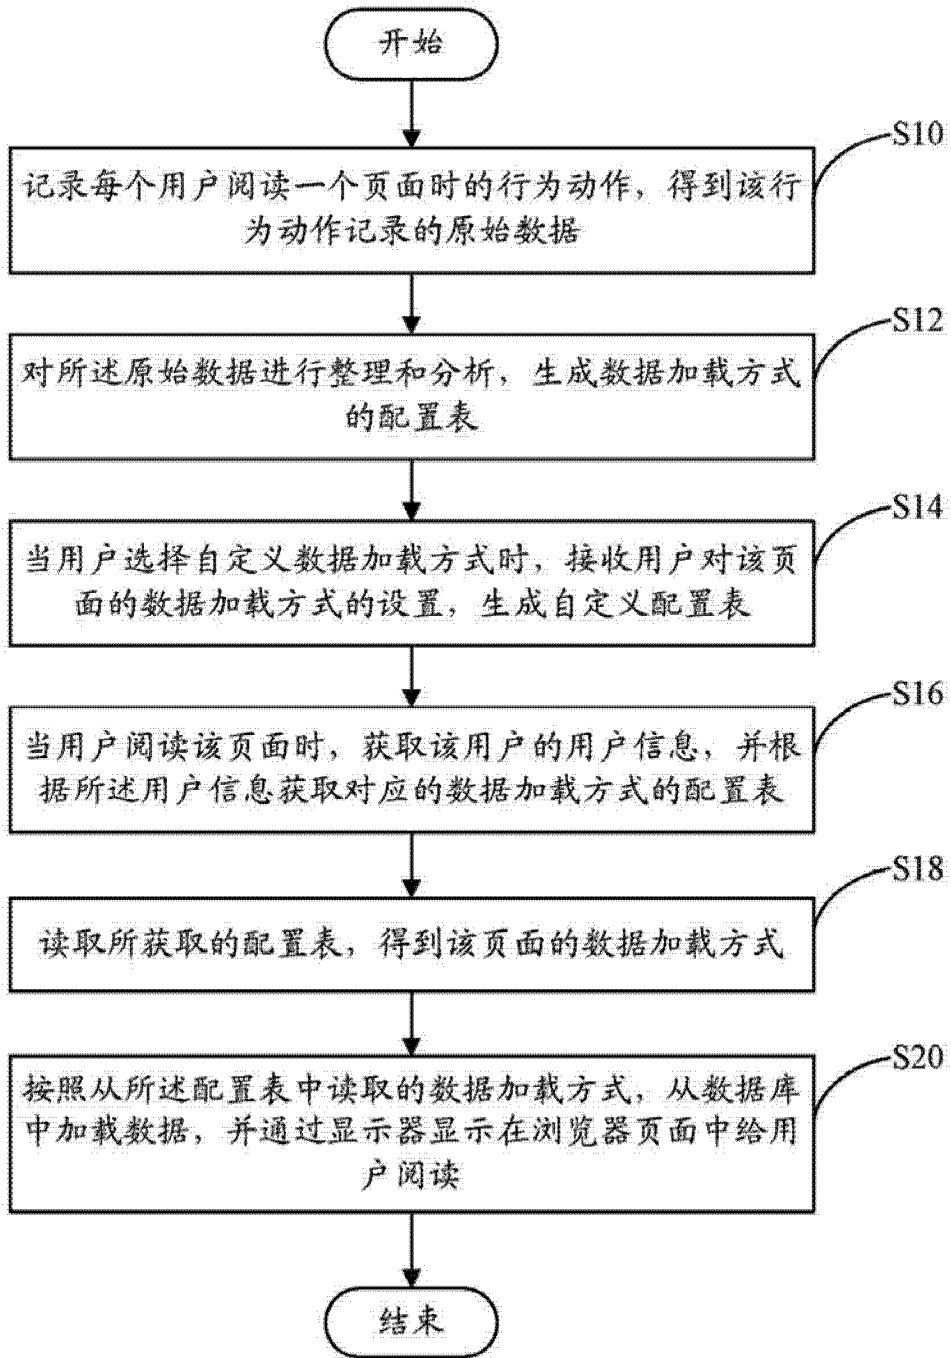 开始
S10
记录每个用户阅读一个页面时的行为动作，得到该行
为动作记录的原始数据
S12
对所述原始数据进行整理和分析，生成数据加载方式
的配置表
S14
当用户选择自定义数据加载方式时，接收用户对该页
面的数据加载方式的设置，生成自定义配置表
S16
当用户阅读该页面时，获取该用户的用户信息，并根
据所述用户信息获取对应的数据加载方式的配置表
S18
读取所获取的配置表，得到该页面的数据加载方式
S20
按照从所述配置表中读取的数据加载方式，从数据库
中加载数据，并通过显示器显示在浏览器页面中给用
户阅读
结束